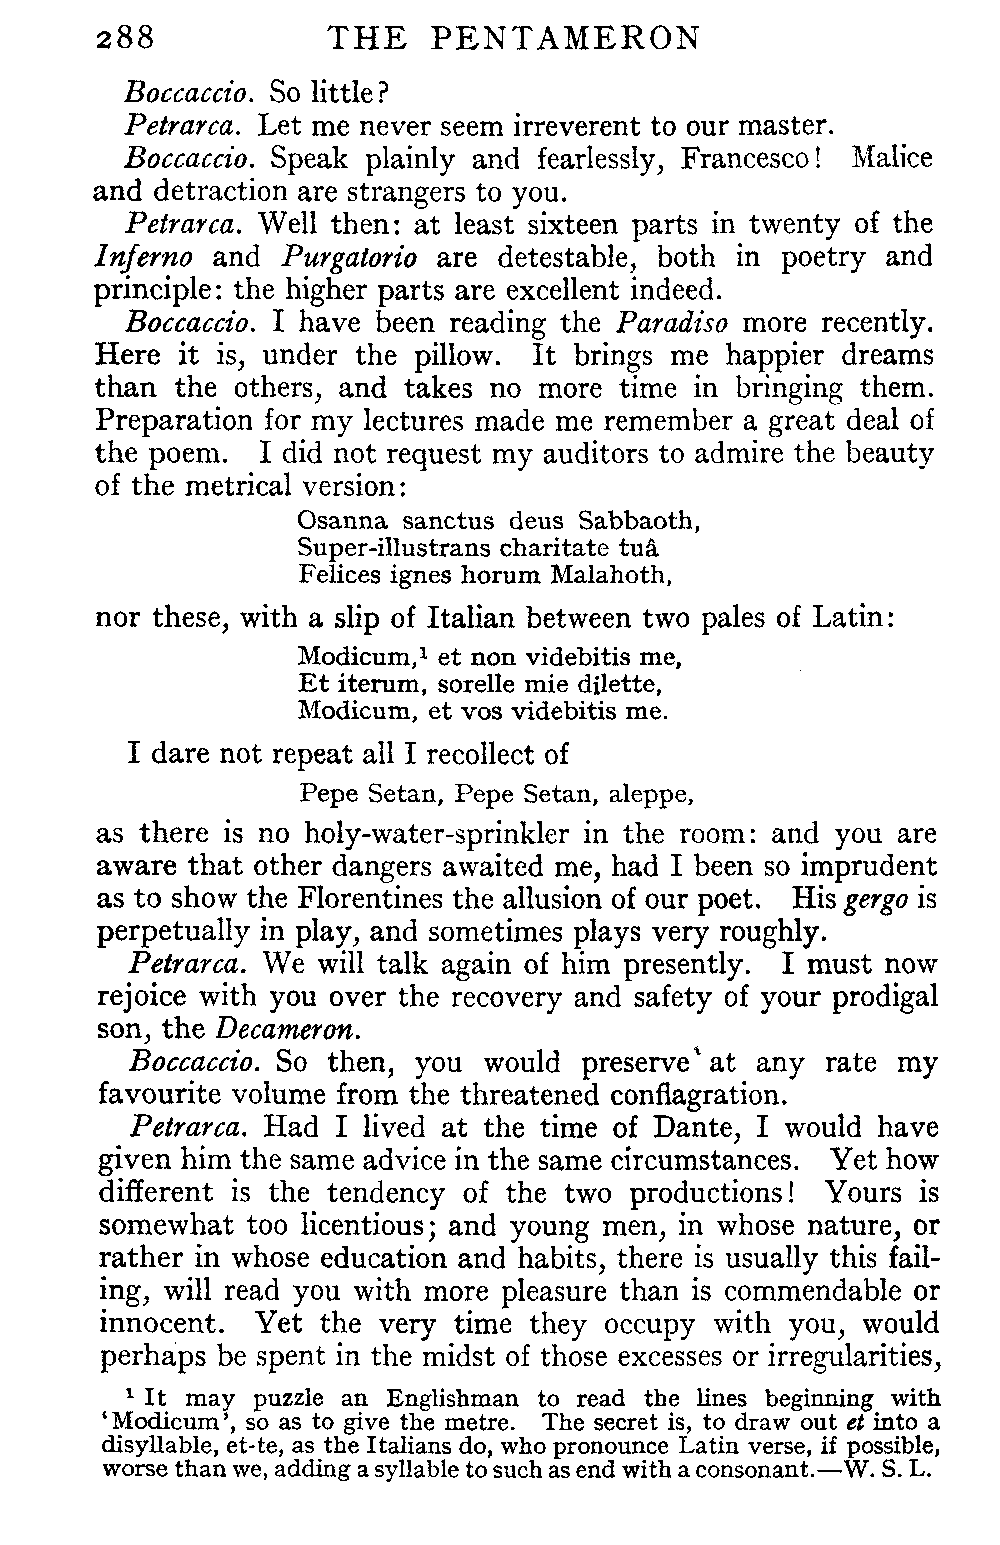 288 THE PENTAMERON
Boccaccio. So little?
Petrarca. Let me never seem irreverent to our master.
Boccaccio. Speak plainly and fearlessly, Francesco! Malice
and detraction are strangers to you.
Petrarca. Well then: at least sixteen parts in twenty of the
Inferno and Purgatorio are detestable, both in poetry and
principle: the higher parts are excellent indeed.
Boccaccio. I have been reading the Paradiso more recently.
Here it is, under the pillow. It brings me happier dreams
than the others, and takes no more time in bringing them.
Preparation for my lectures made me remember a great deal of
the poem. I did not request my auditors to admire the beauty
of the metrical version:
Osanna sanctus deus Sabbaoth,
Super-illustrans charitate tuâ
Felices ignes horum Malahoth,
nor these, with a slip of Italian between two pales of Latin:
Modicum,¹ et non videbitis me,
Et iterum, sorelle mie dilette,
Modicum, et vos videbitis me.
I dare not repeat all I recollect of
Pepe Setan, Pepe Setan, aleppe,
as there is no holy-water-sprinkler in the room: and you are
aware that other dangers awaited me, had I been so imprudent
as to show the Florentines the allusion of our poet. His gergo is
perpetually in play, and sometimes plays very roughly.
Petrarca. We will talk again of him presently. I must now
rejoice with you over the recovery and safety of your prodigal
son, the Decameron.
Boccaccio. So then, you would preserve at any rate my
favourite volume from the threatened conflagration.
Petrarca. Had I lived at the time of Dante, I would have
given him the same advice in the same circumstances. Yet how
different is the tendency of the two productions! Yours is
somewhat too licentious; and young men, in whose nature, or
rather in whose education and habits, there is usually this fail-
ing, will read you with more pleasure than is commendable or
innocent. Yet the very time they occupy with you, would
perhaps be spent in the midst of those excesses or irregularities,
¹ It may puzzle an Englishman to read the lines beginning with
‘Modicum’, so as to give the metre. The secret is, to draw out et into a
disyllable, et-te, as the Italians do, who pronounce Latin verse, if possible,
worse than we, adding a syllable to such as end with a consonant.—W. S. L.